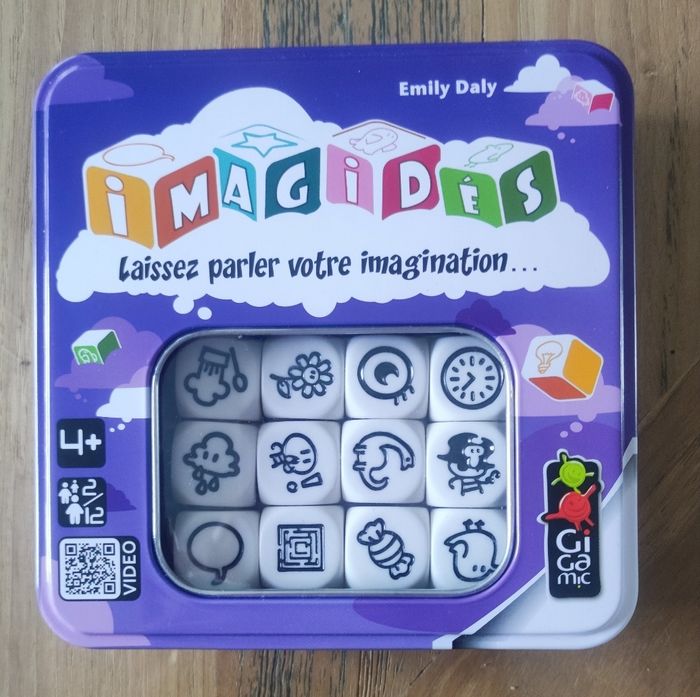 Emily Daly
iMAGiDÉS
Laissez parler votre imagination...
4+
2/12
VIDEO
GiGaMiC